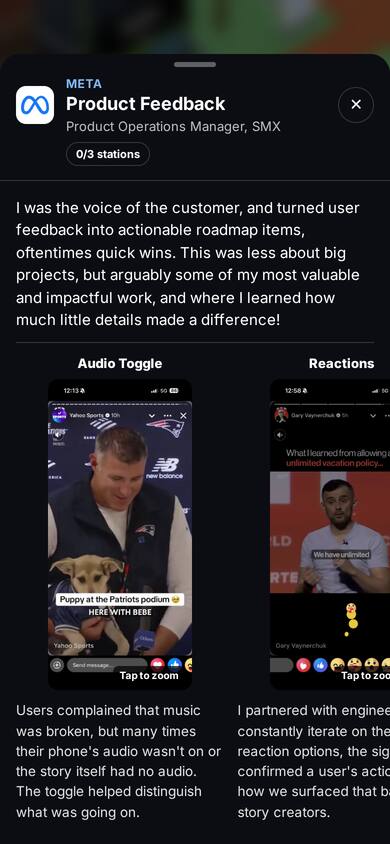 META
Product Feedback
Product Operations Manager, SMX
0/3 stations
I was the voice of the customer, and turned user
feedback into actionable roadmap items,
oftentimes quick wins. This was less about big
projects, but arguably some of my most valuable
and impactful work, and where I learned how
much little details made a difference!
Audio Toggle
12:13
5G
Yahoo Sports
10h
new balance
Puppy at the Patriots podium
HERE WITH BEBE
Yahoo Sports
Send message...
Tap to zoom
Users complained that music
was broken, but many times
their phone's audio wasn't on or
the story itself had no audio.
The toggle helped distinguish
what was going on.
Reactions
12:58
5G
Gary Vaynerchuk
5h
What I learned from allowing a
unlimited vacation policy...
We have unlimited
Gary Vaynerchuk
Tap to zoo
I partnered with enginee
constantly iterate on the
reaction options, the sig
confirmed a user's actio
how we surfaced that ba
story creators.